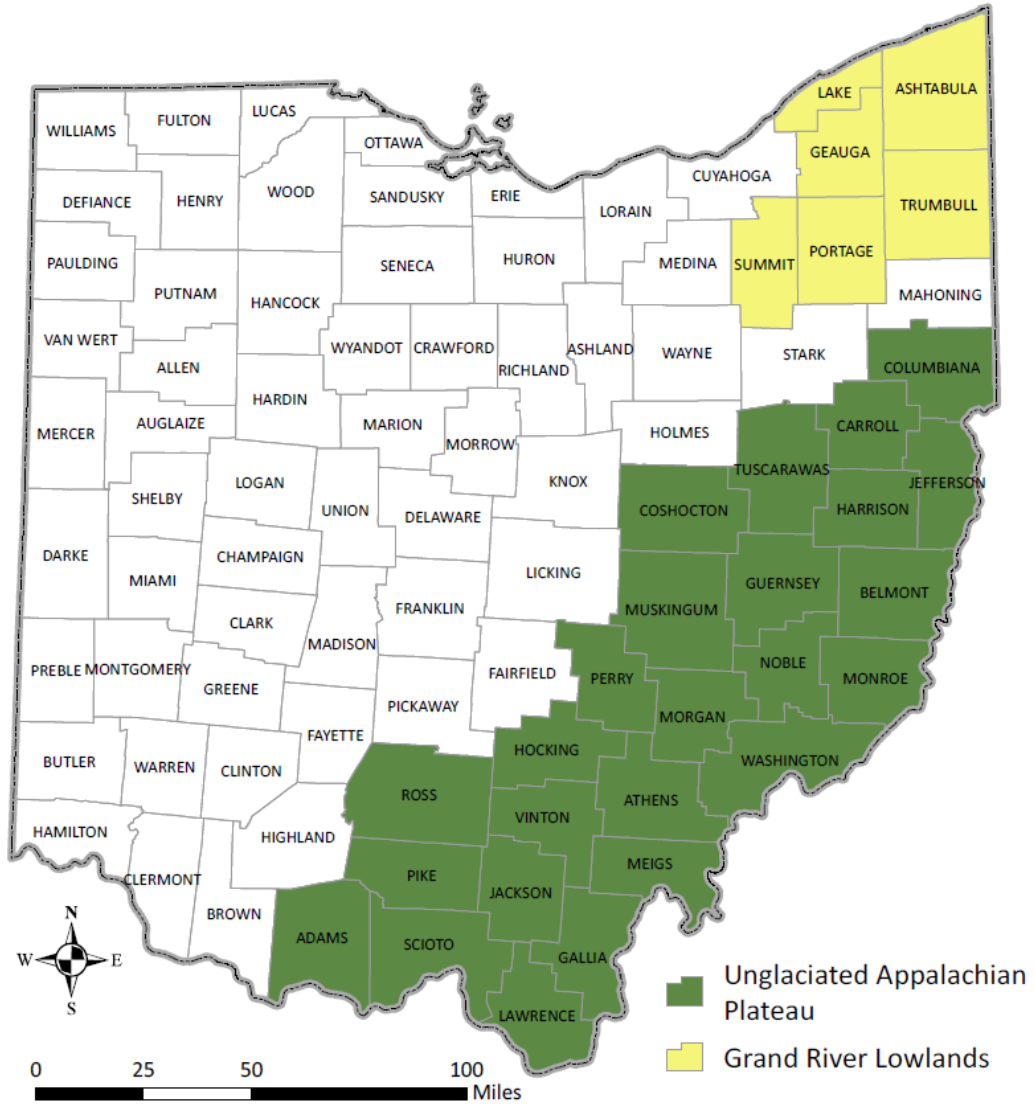 LAKE
ASHTABULA
WILLIAMS
FULTON
LUCAS
OTTAWA
GEAUGA
CUYAHOGA
DEFIANCE
HENRY
WOOD
SANDUSKY
ERIE
LORAIN
TRUMBULL
PAULDING
SENECA
HURON
MEDINA
SUMMIT
PORTAGE
PUTNAM
HANCOCK
MAHONING
VAN WERT
WYANDOT
CRAWFORD
RICHLAND
ASHLAND
WAYNE
STARK
ALLEN
COLUMBIANA
HARDIN
MERCER
AUGLAIZE
MARION
MORROW
HOLMES
CARROLL
TUSCARAWAS
LOGAN
KNOX
JEFFERSON
SHELBY
UNION
DELAWARE
COSHOCTON
HARRISON
DARKE
CHAMPAIGN
MIAMI
LICKING
GUERNSEY
BELMONT
FRANKLIN
MUSKINGUM
CLARK
MADISON
PREBLE
MONTGOMERY
GREENE
FAIRFIELD
PERRY
NOBLE
MONROE
PICKAWAY
MORGAN
FAYETTE
BUTLER
WARREN
CLINTON
HOCKING
WASHINGTON
ROSS
ATHENS
VINTON
HAMILTON
HIGHLAND
CLERMONT
PIKE
MEIGS
JACKSON
BROWN
ADAMS
SCIOTO
GALLIA
LAWRENCE
N
W E
S
Unglaciated Appalachian
Plateau
Grand River Lowlands
0 25 50 100
Miles